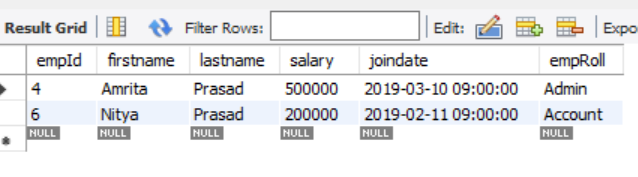 Result Grid Filter Rows: Edit: Expo
empId firstname lastname salary joindate empRoll
4 Amrita Prasad 500000 2019-03-10 09:00:00 Admin
6 Nitya Prasad 200000 2019-02-11 09:00:00 Account
NULL NULL NULL NULL NULL NULL